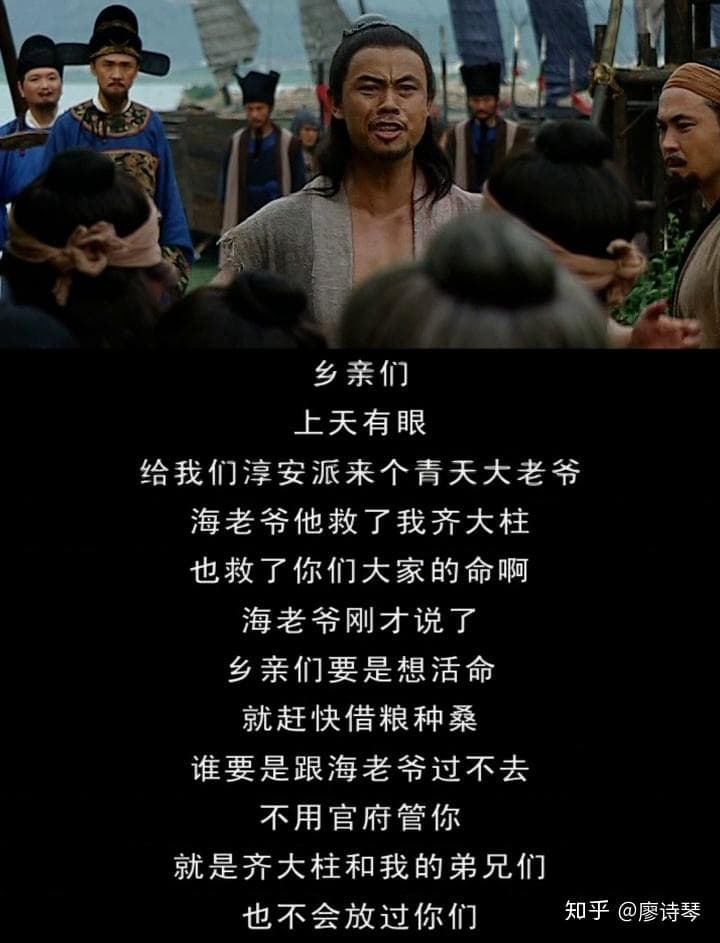 乡亲们
上天有眼
给我们淳安派来个青天大老爷
海老爷他救了我齐大柱
也救了你们大家的命啊
海老爷刚才说了
乡亲们要是想活命
就赶快借粮种桑
谁要是跟海老爷过不去
不用官府管你
就是齐大柱和我的弟兄们
也不会放过你们
知乎 @廖诗琴